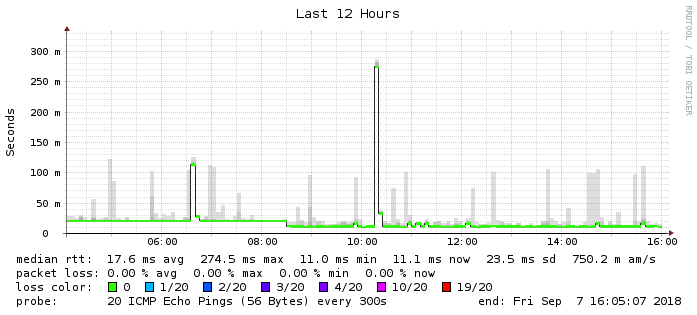 Last 12 Hours
RRDTOOL / TOBI OETIKER
Seconds
300 m
250 m
200 m
150 m
100 m
50 m
0
06:00 08:00 10:00 12:00 14:00 16:00
median rtt: 17.6 ms avg 274.5 ms max 11.0 ms min 11.1 ms now 23.5 ms sd 750.2 m am/s
packet loss: 0.00 % avg 0.00 % max 0.00 % min 0.00 % now
loss color: 0 1/20 2/20 3/20 4/20 10/20 19/20
probe: 20 ICMP Echo Pings (56 Bytes) every 300s end: Fri Sep 7 16:05:07 2018